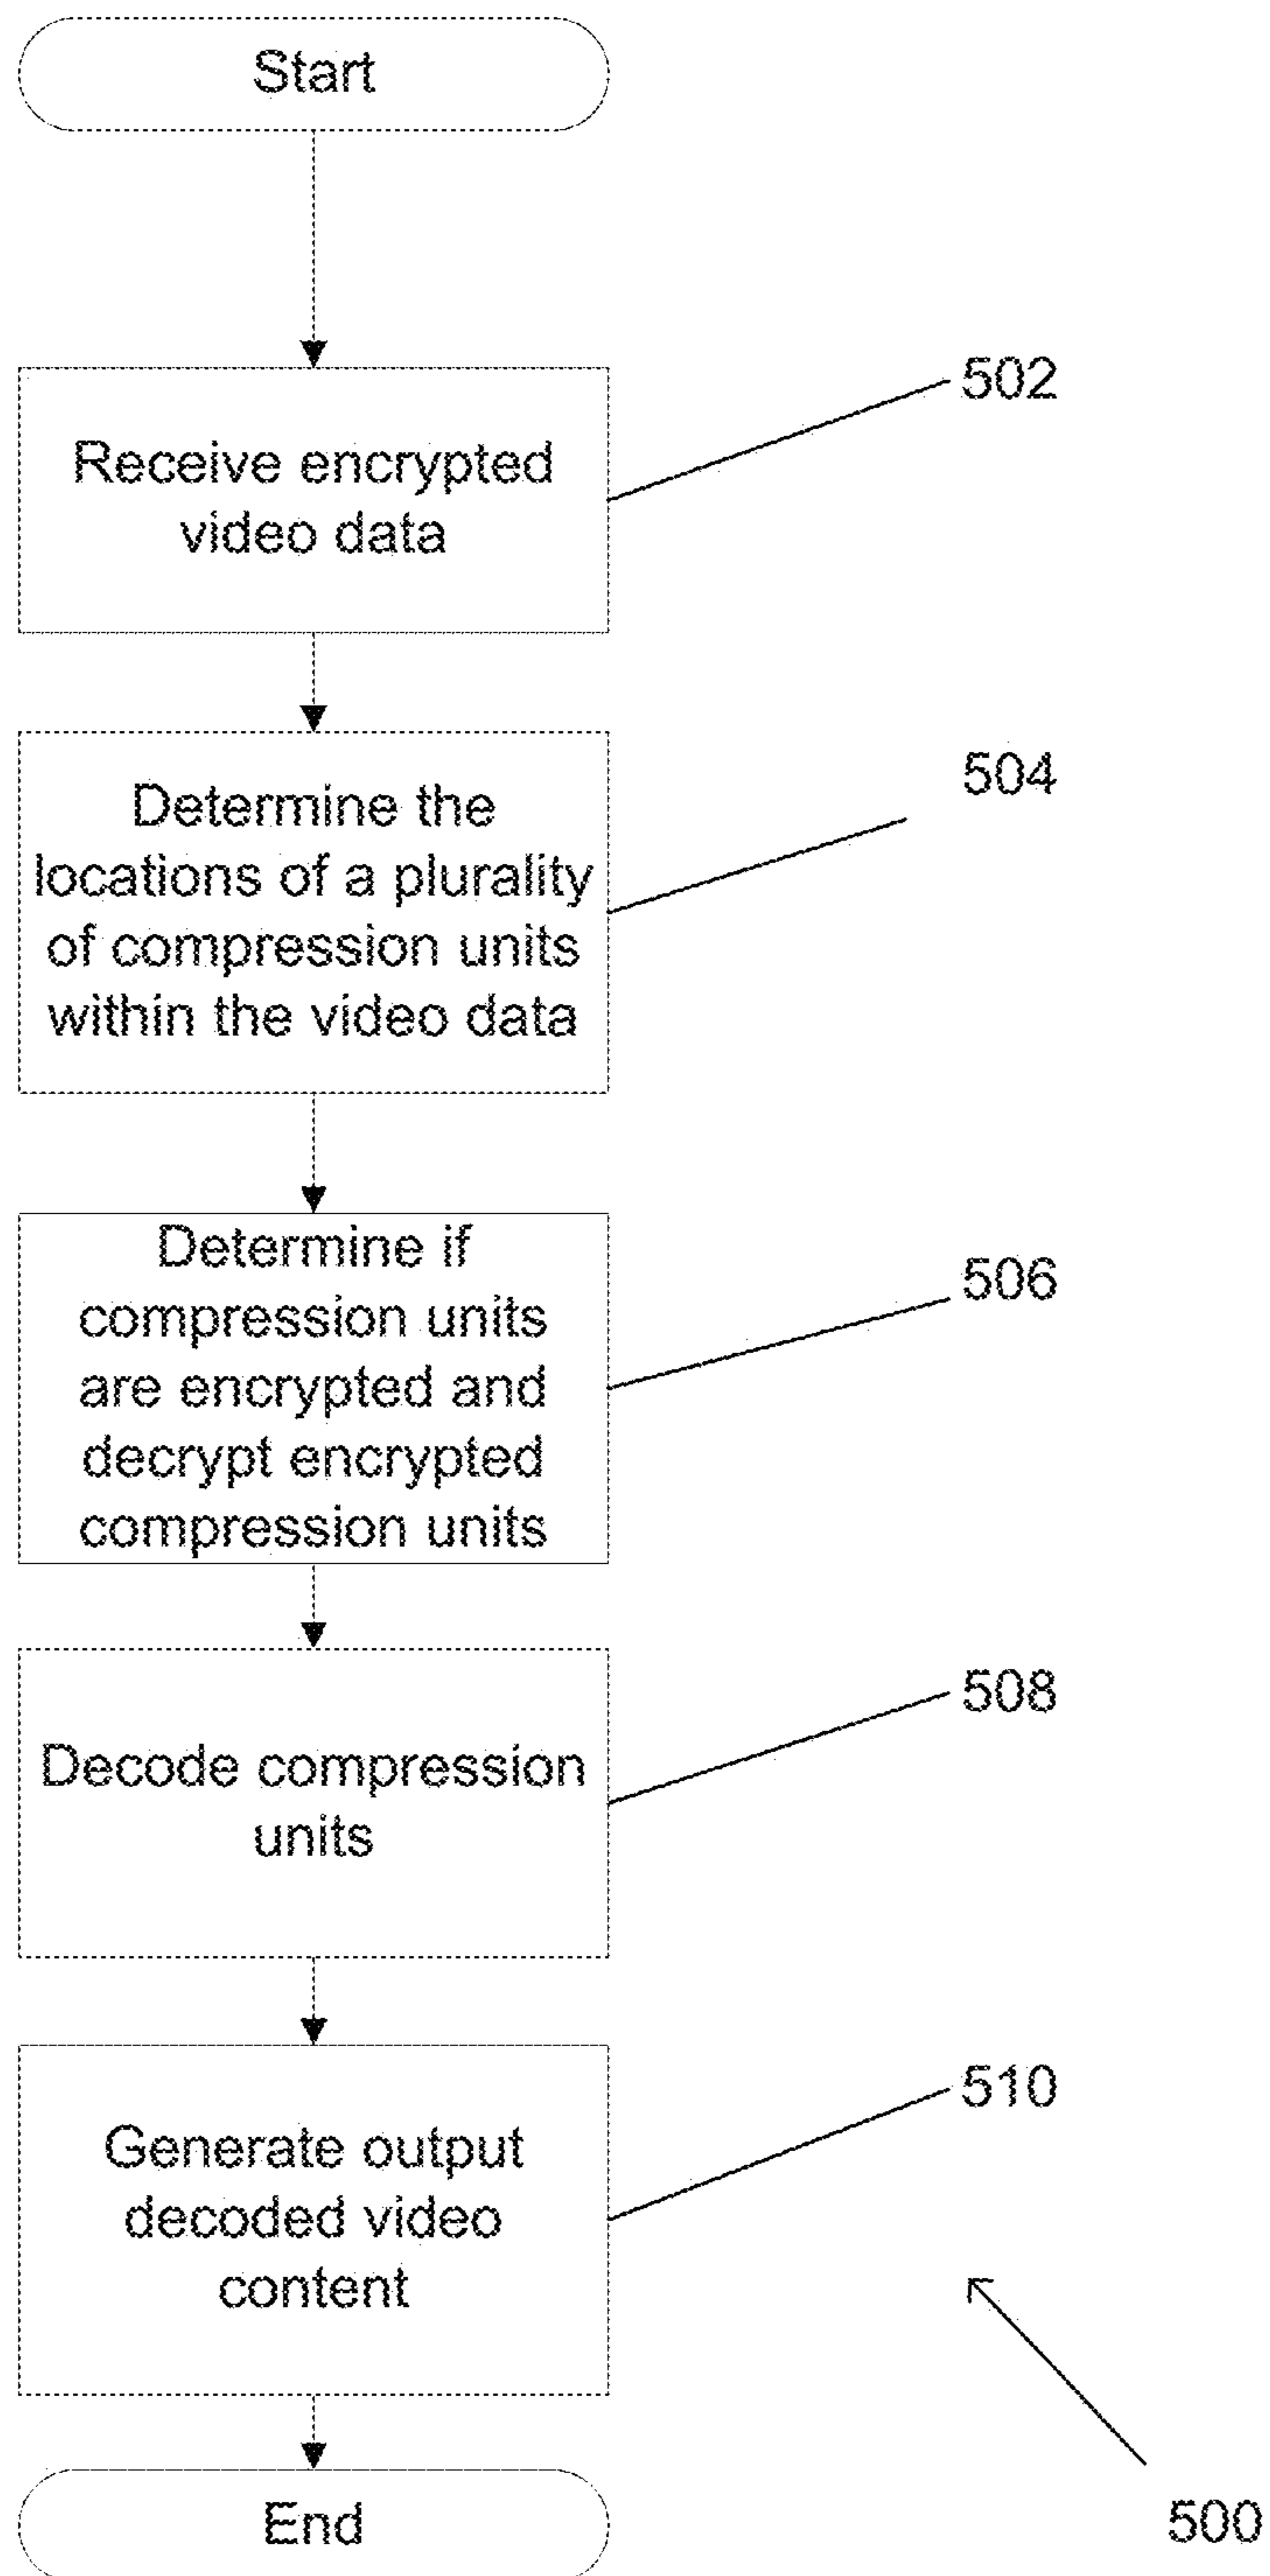 Start
502
Receive encrypted
video data
504
Determine the
locations of a plurality
of compression units
within the video data
506
Determine if
compression units
are encrypted and
decrypt encrypted
compression units
508
Decode compression
units
510
Generate output
decoded video
content
End
500